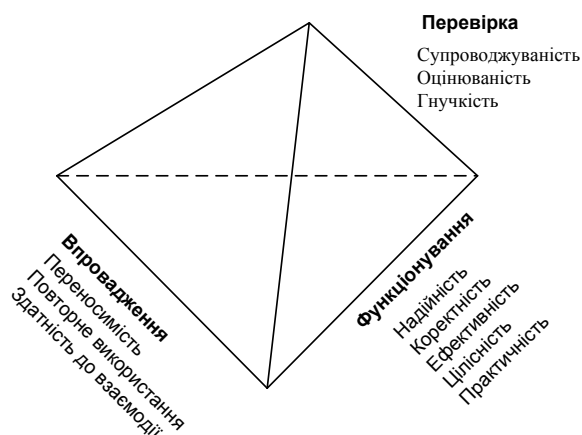 Перевірка
Супроводжуваність
Оцінюваність
Гнучкість
Впровадження
Переносимість
Повторне використання
Здатність до взаємодії
Функціонування
Надійність
Коректність
Ефективність
Цілісність
Практичність